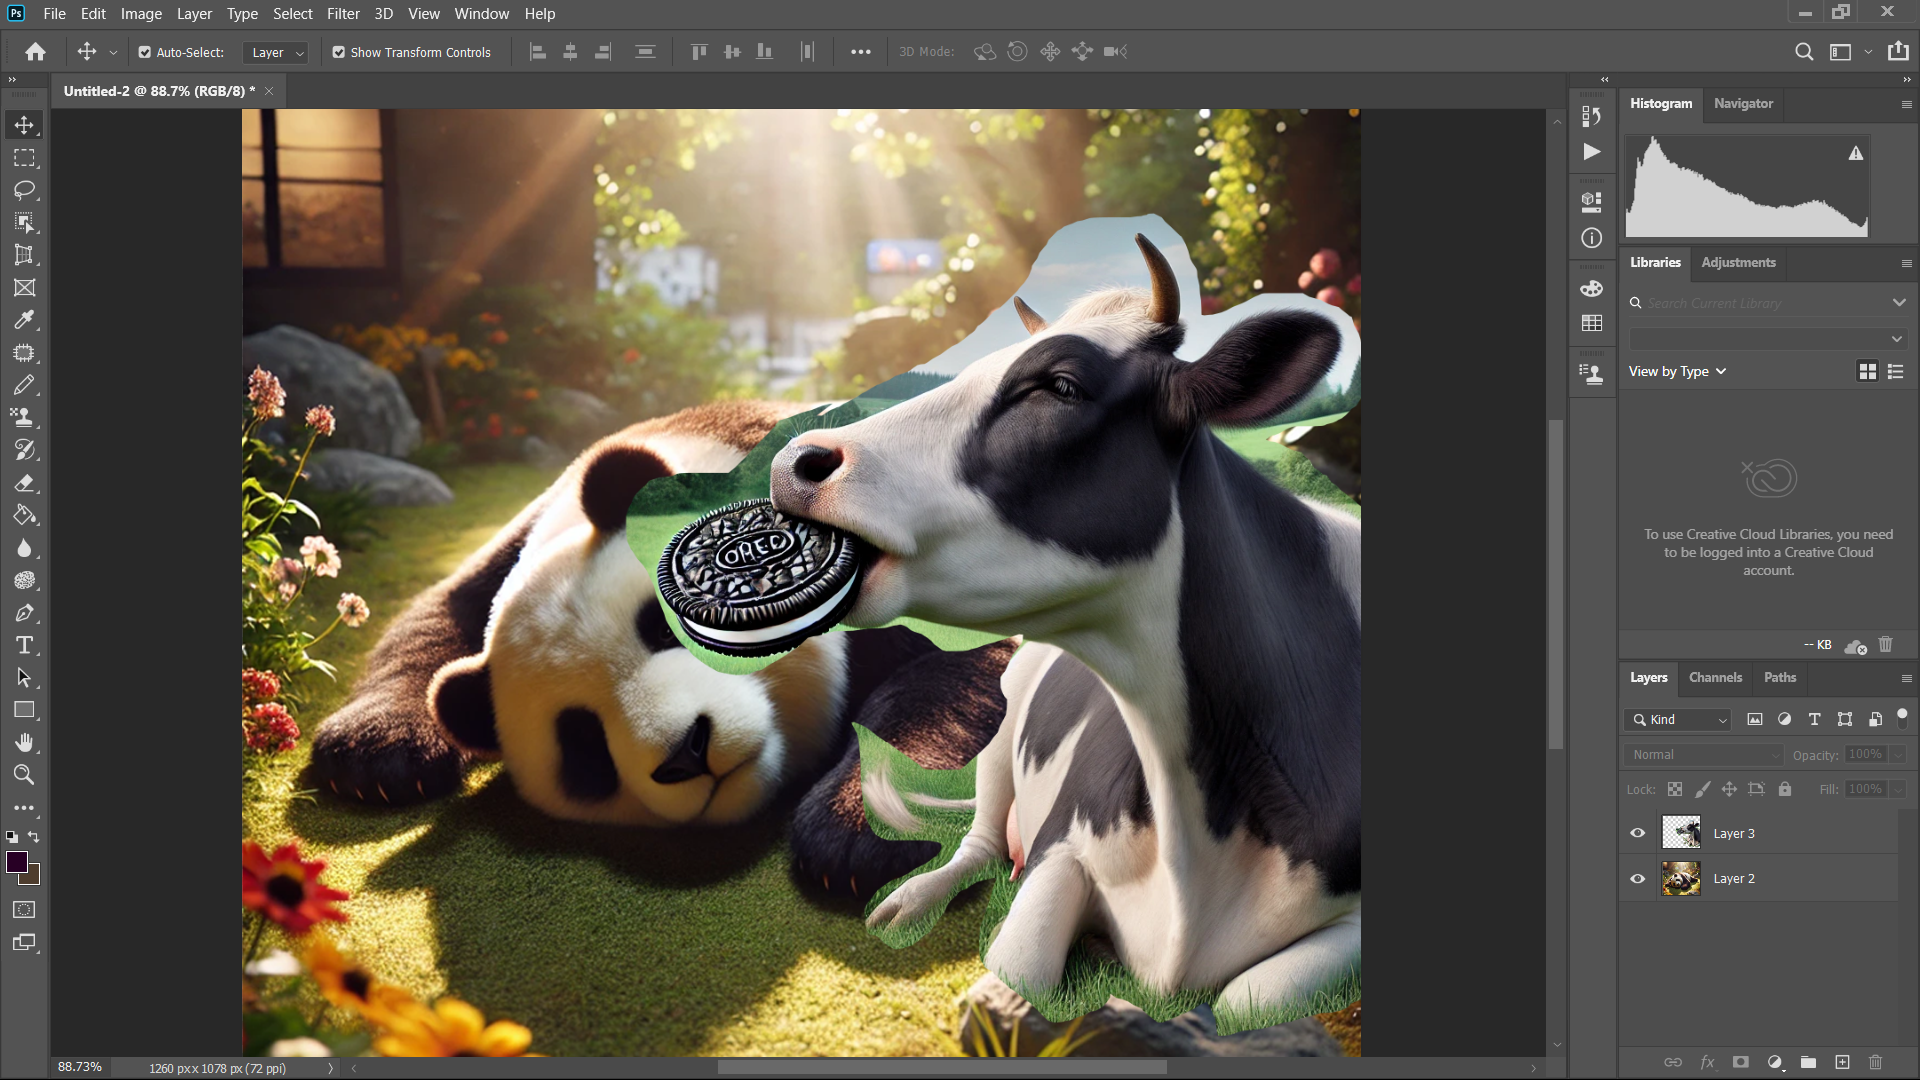 Ps File Edit Image Layer Type Select Filter 3D View Window Help
Auto-Select: Layer Show Transform Controls 3D Mode:
Untitled-2 @ 88.7% (RGB/8) *
Histogram Navigator
Libraries Adjustments
Search Current Library
View by Type
To use Creative Cloud Libraries, you need
to be logged into a Creative Cloud
account.
-- KB
Layers Channels Paths
Kind
Normal Opacity: 100%
Lock: Fill: 100%
Layer 3
Layer 2
OREO
88.73% 1260 px x 1078 px (72 ppi)